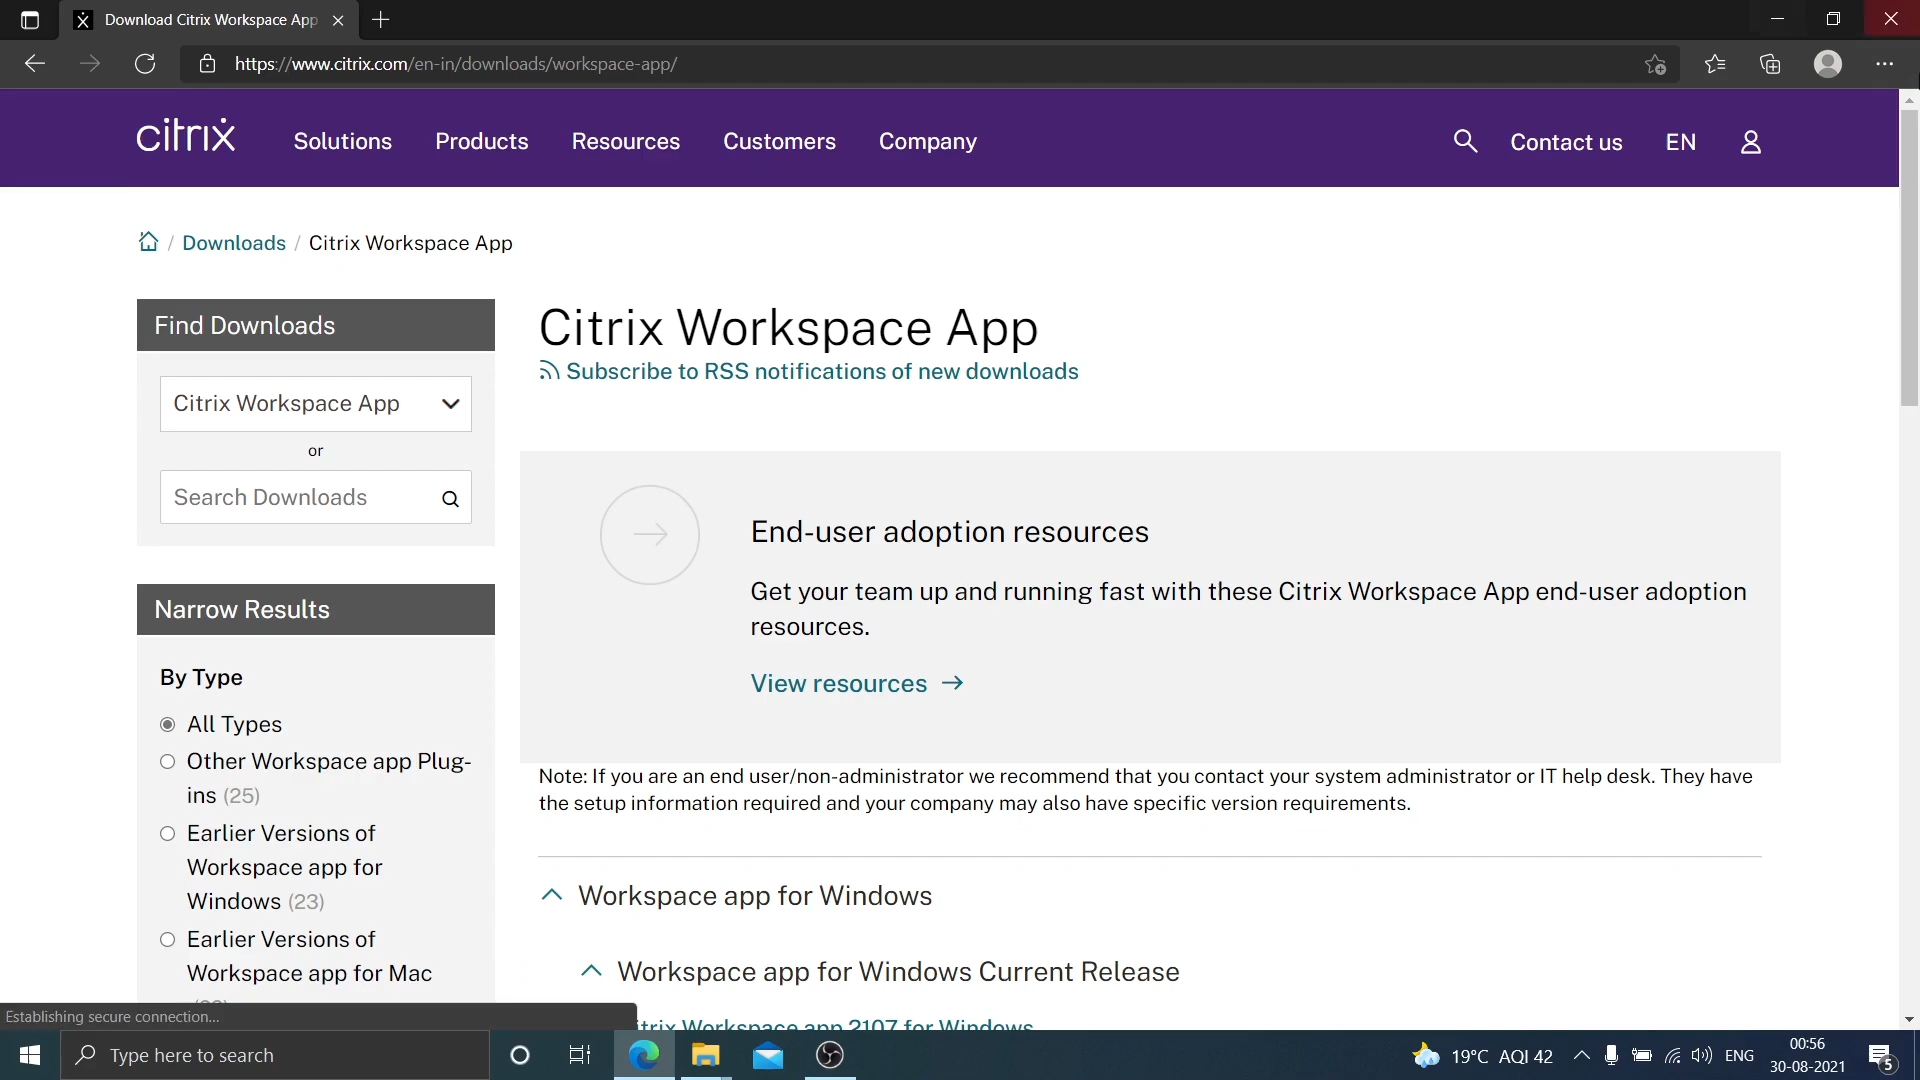 Download Citrix Workspace App
https://www.citrix.com/en-in/downloads/workspace-app/
citrix
Solutions
Products
Resources
Customers
Company
Contact us
EN
/ Downloads / Citrix Workspace App
Find Downloads
Citrix Workspace App
or
Search Downloads
Narrow Results
By Type
All Types
Other Workspace app Plug-
ins (25)
Earlier Versions of
Workspace app for
Windows (23)
Earlier Versions of
Workspace app for Mac
Citrix Workspace App
Subscribe to RSS notifications of new downloads
End-user adoption resources
Get your team up and running fast with these Citrix Workspace App end-user adoption
resources.
View resources →
Note: If you are an end user/non-administrator we recommend that you contact your system administrator or IT help desk. They have
the setup information required and your company may also have specific version requirements.
Workspace app for Windows
Workspace app for Windows Current Release
itrix Workspace app 2107 for Windows
Establishing secure connection...
Type here to search
19°C AQI 42
ENG
00:56
30-08-2021
5